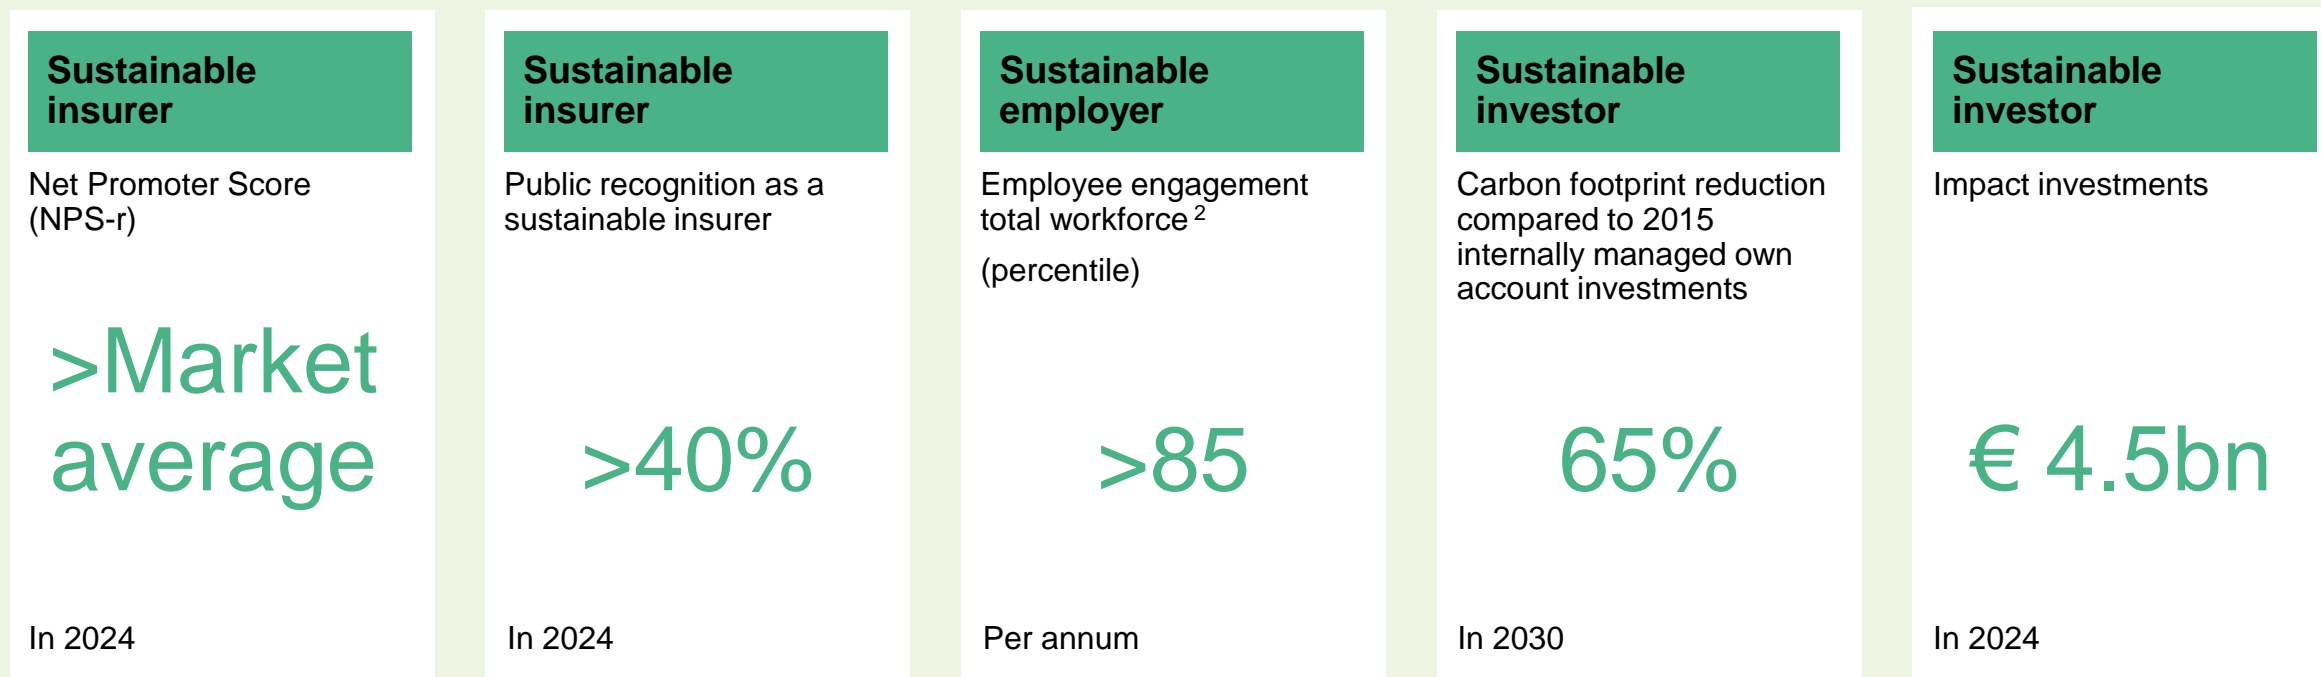 Sustainable
insurer
Net Promoter Score
(NPS-r)
>Market
average
In 2024
Sustainable
insurer
Public recognition as a
sustainable insurer
>40%
In 2024
Sustainable
employer
Employee engagement
total workforce 2
(percentile)
>85
Per annum
Sustainable
investor
Carbon footprint reduction
compared to 2015
internally managed own
account investments
65%
In 2030
Sustainable
investor
Impact investments
€ 4.5bn
In 2024